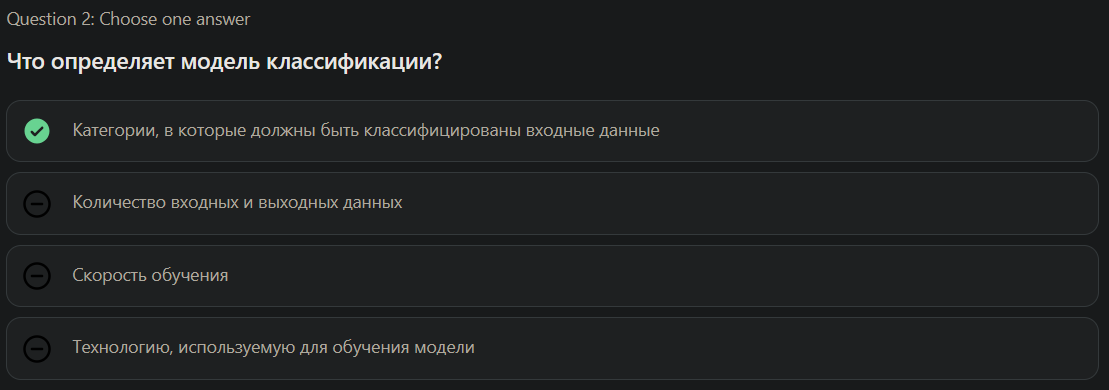 Question 2: Choose one answer
Что определяет модель классификации?
Категории, в которые должны быть классифицированы входные данные
Количество входных и выходных данных
Скорость обучения
Технологию, используемую для обучения модели